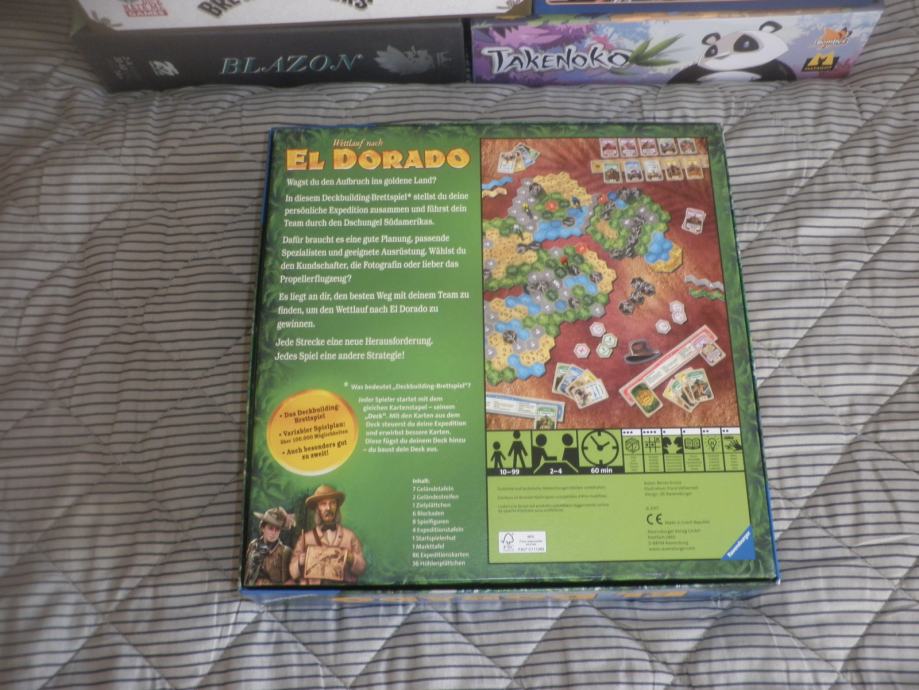 BLAZON
TAKENOKO
Wettlauf nach
EL DORADO
Wagst du den Aufbruch ins goldene Land?
In diesem Deckbuilding-Brettspiel* stellst du deine
persönliche Expedition zusammen und führst dein
Team durch den Dschungel Südamerikas.
Dafür braucht es eine gute Planung, passende
Spezialisten und geeignete Ausrüstung. Wählst du
den Kundschafter, die Fotografin oder lieber das
Propellerflugzeug?
Es liegt an dir, den besten Weg mit deinem Team zu
finden, um den Wettlauf nach El Dorado zu
gewinnen.
Jede Strecke eine neue Herausforderung.
Jedes Spiel eine andere Strategie!
* Was bedeutet „Deckbuilding-Brettspiel"?
Jeder Spieler startet mit dem
gleichen Kartenstapel – seinem
„Deck". Mit den Karten aus dem
Deck steuerst du deine Expedition
und erwirbst bessere Karten.
Diese fügst du deinem Deck hinzu
– du baust dein Deck aus.
• Das Deckbuilding-
Brettspiel
• Variabler Spielplan:
über 100.000 Möglichkeiten
• Auch besonders gut
zu zweit!
Inhalt:
7 Geländetafeln
2 Geländestreifen
1 Zielplättchen
6 Blockaden
8 Spielfiguren
4 Expeditionstafeln
1 Startspielerhut
1 Markttafel
86 Expeditionskarten
36 Höhlenplättchen
10–99
2–4
60 min
CE
Made in Czech Republic
Ravensburger